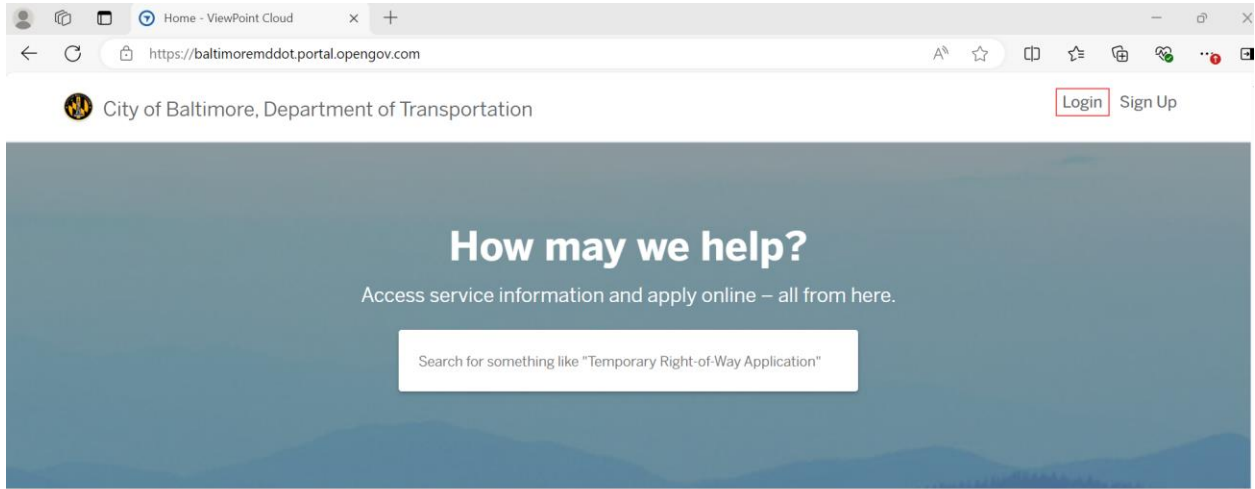 Home - ViewPoint Cloud
https://baltimoremddot.portal.opengov.com
City of Baltimore, Department of Transportation
Login Sign Up
How may we help?
Access service information and apply online – all from here.
Search for something like "Temporary Right-of-Way Application"